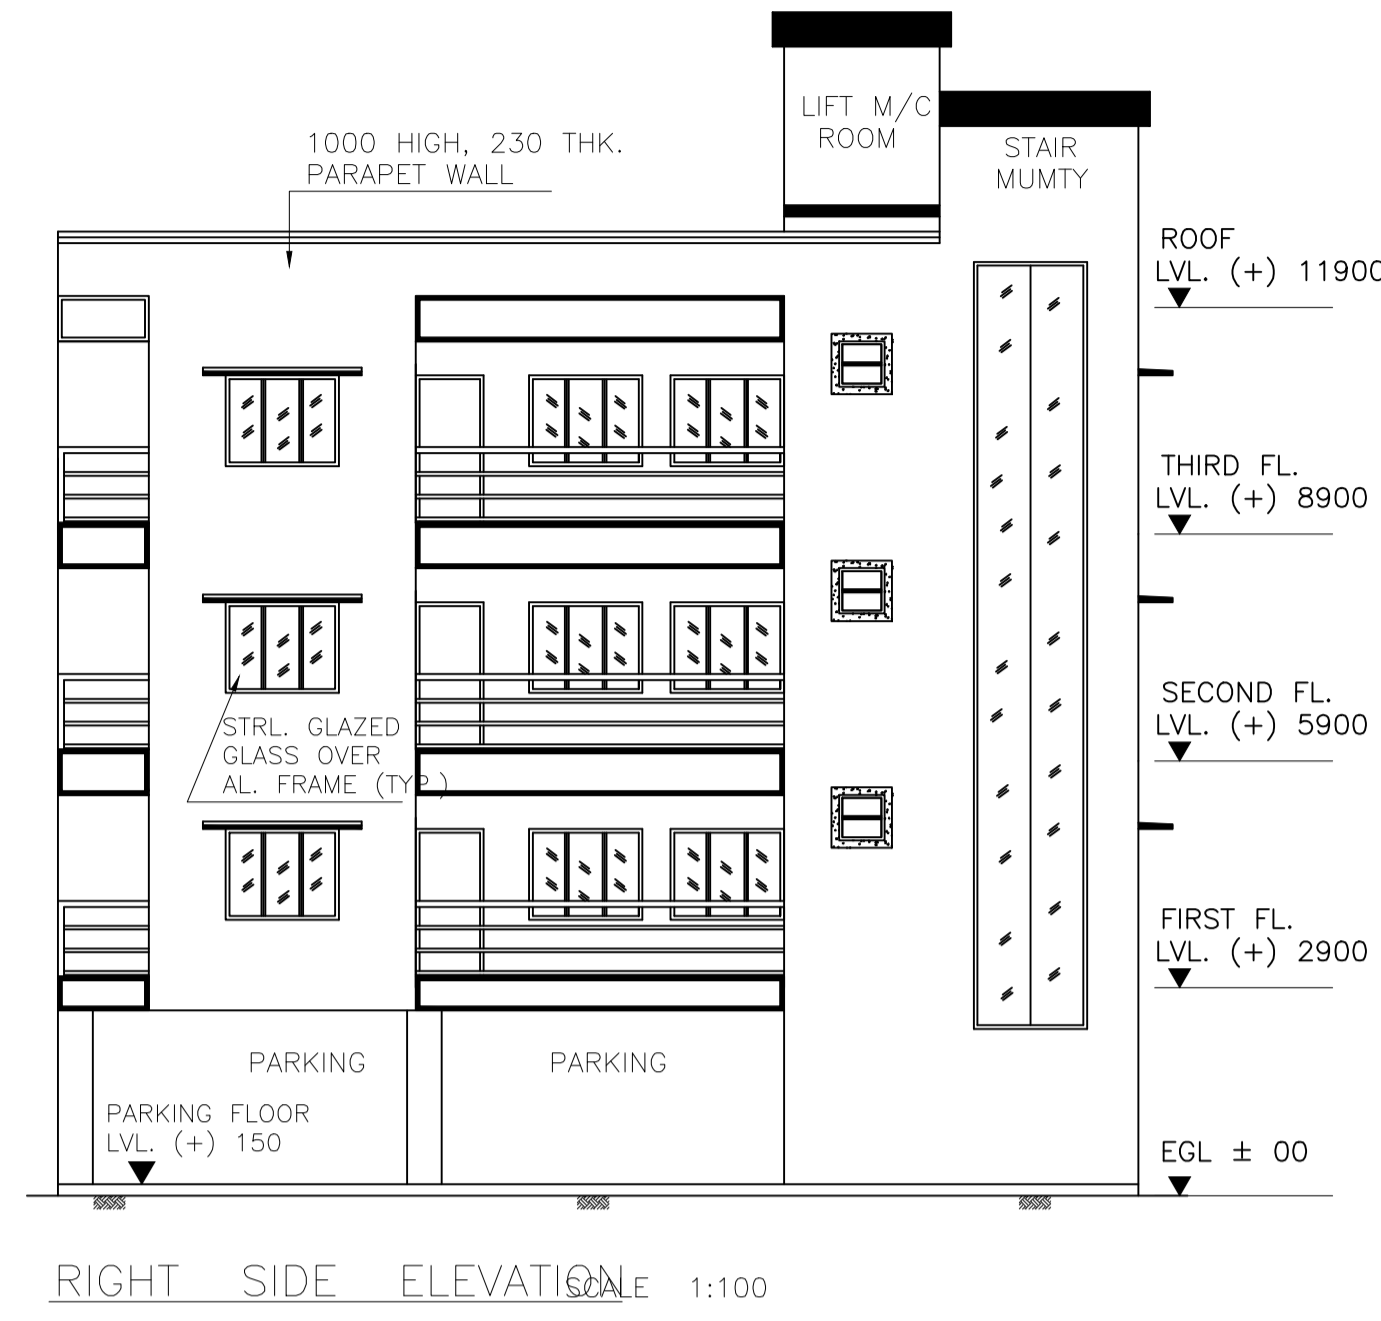 LIFT M/C
ROOM
STAIR
MUMTY
1000 HIGH, 230 THK.
PARAPET WALL
ROOF
LVL. (+) 11900
THIRD FL.
LVL. (+) 8900
SECOND FL.
LVL. (+) 5900
STRL. GLAZED
GLASS OVER
AL. FRAME (TYP.)
FIRST FL.
LVL. (+) 2900
PARKING
PARKING
PARKING FLOOR
LVL. (+) 150
EGL ± 00
RIGHT SIDE ELEVATION
SCALE 1:100